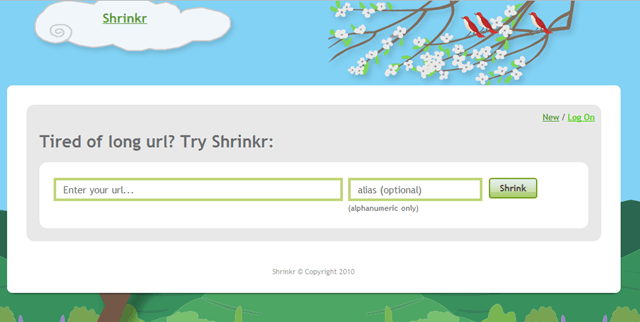 Shrinkr
New / Log On
Tired of long url? Try Shrinkr:
Enter your url... alias (optional) Shrink
(alphanumeric only)
Shrinkr © Copyright 2010